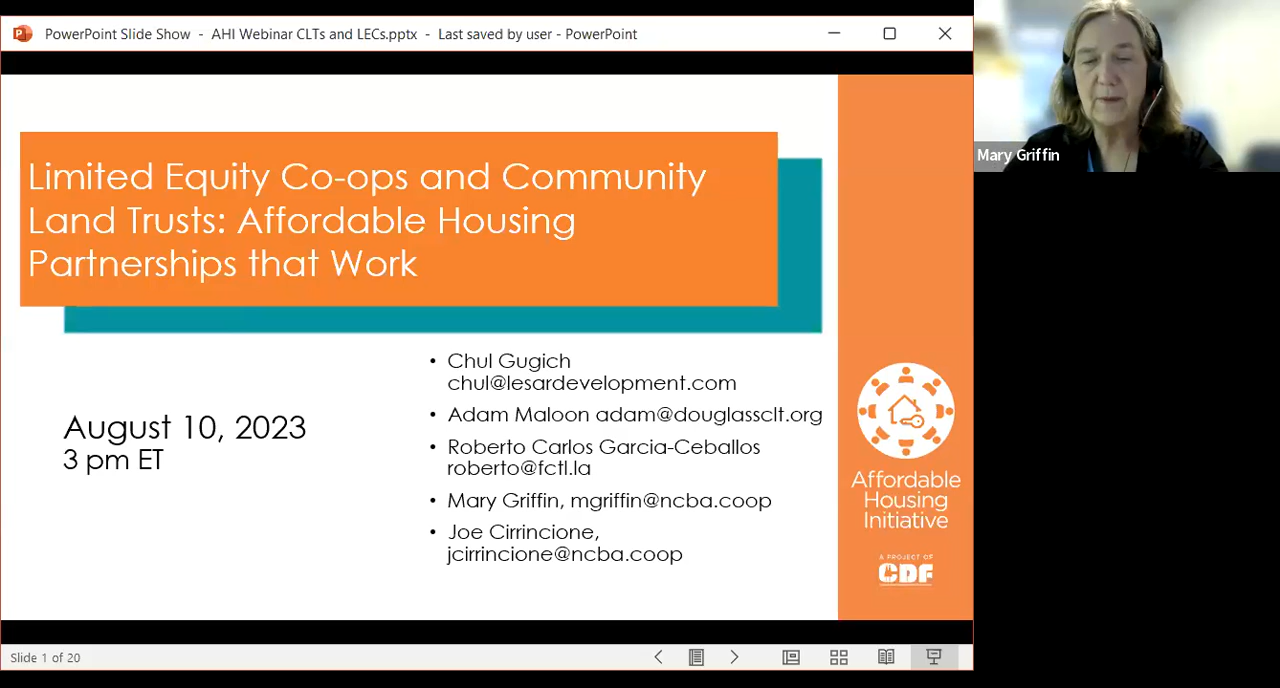 PowerPoint Slide Show - AHI Webinar CLTs and LECs.pptx - Last saved by user - PowerPoint
Mary Griffin
Limited Equity Co-ops and Community
Land Trusts: Affordable Housing
Partnerships that Work
August 10, 2023
3 pm ET
• Chul Gugich
chul@lesardevelopment.com
• Adam Maloon adam@douglassclt.org
• Roberto Carlos Garcia-Ceballos
roberto@fctl.la
• Mary Griffin, mgriffin@ncba.coop
• Joe Cirrincione,
jcirrincione@ncba.coop
Affordable
Housing
Initiative
A PROJECT OF
CDF
Slide 1 of 20